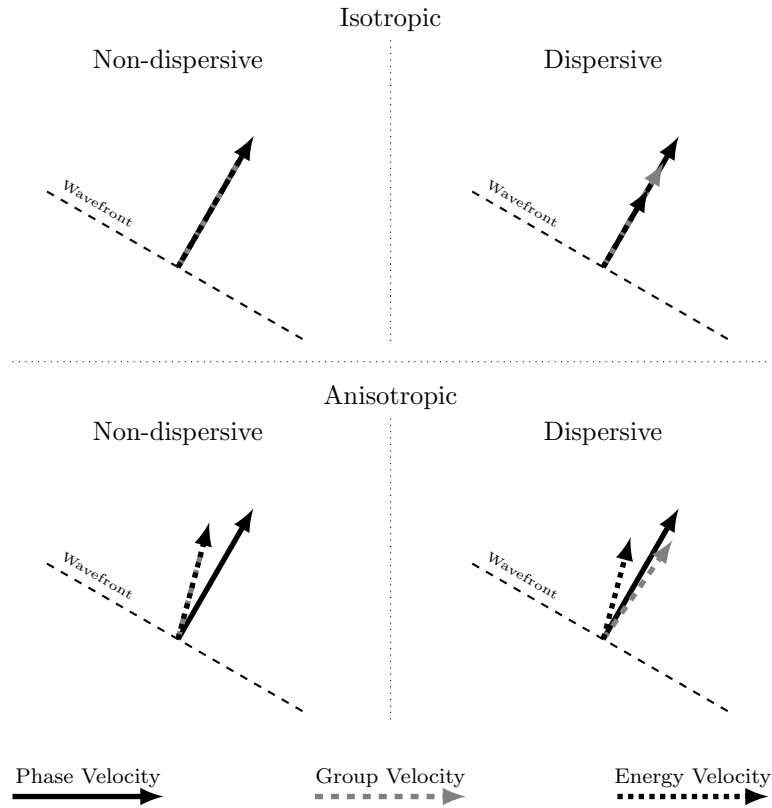 Isotropic
Non-dispersive
Dispersive
Wavefront
Wavefront
Anisotropic
Non-dispersive
Dispersive
Wavefront
Wavefront
Phase Velocity
Group Velocity
Energy Velocity